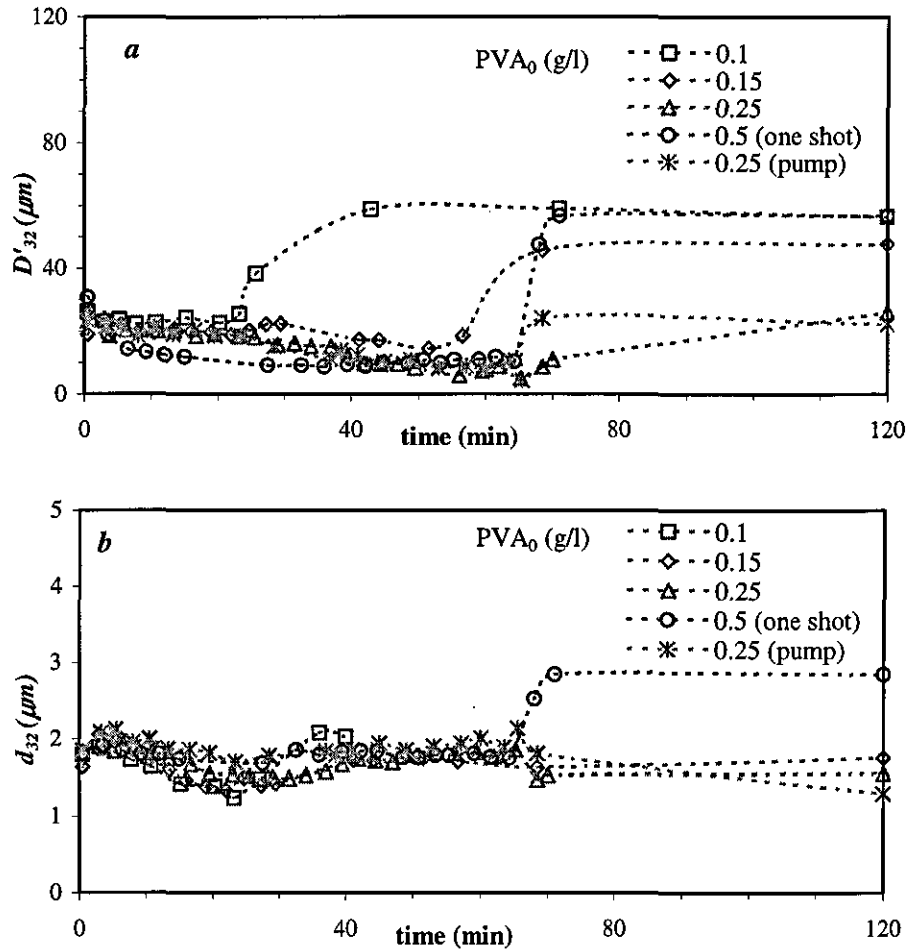 120
a
PVA₀ (g/l)
0.1
0.15
0.25
0.5 (one shot)
0.25 (pump)
80
40
0
D'₃₂ (μm)
0 40 80 120
time (min)
5
b
PVA₀ (g/l)
0.1
0.15
0.25
0.5 (one shot)
0.25 (pump)
4
3
2
1
0
d₃₂ (μm)
0 40 80 120
time (min)